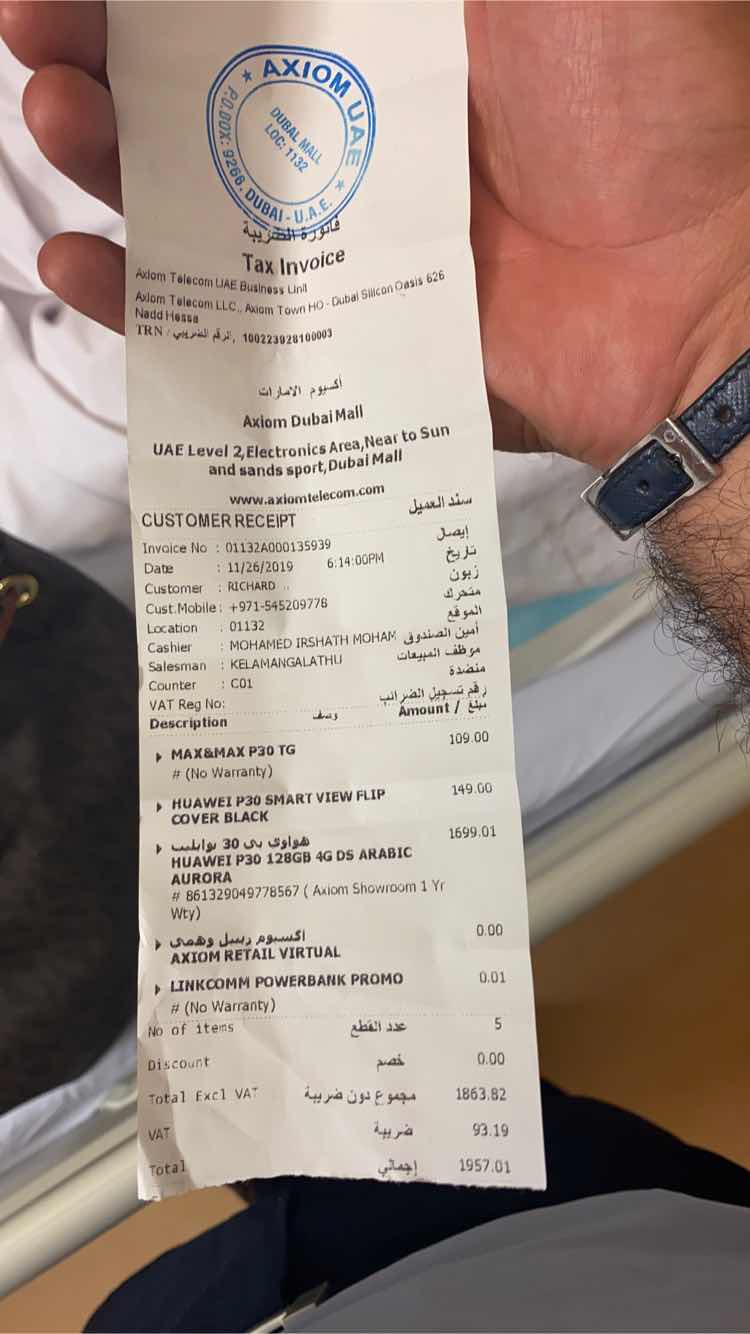 AXIOM UAE
P.O.BOX: 9266. DUBAI - U.A.E.
DUBAI MALL
LOC: 1132
فاتورة الضريبة
Tax Invoice
Axiom Telecom UAE Business Unit
Axiom Telecom LLC., Axiom Town HO - Dubai Silicon Oasis 626
Nadd Hessa
TRN / الرقم الضريبي, 100223928100003
أكسيوم الامارات
Axiom Dubai Mall
UAE Level 2,Electronics Area,Near to Sun
and sands sport,Dubai Mall
www.axiomtelecom.com
CUSTOMER RECEIPT سند العميل
Invoice No : 01132A000135939 إيصال
Date : 11/26/2019 6:14:00PM تاريخ
Customer : RICHARD .. زبون
Cust.Mobile : +971-545209778 متحرك
Location : 01132 الموقع
Cashier : MOHAMED IRSHATH MOHAM أمين الصندوق
Salesman : KELAMANGALATHU موظف المبيعات
Counter : C01 منضدة
VAT Reg No: رقم تسجيل الضرائب
Description وصف Amount / مبلغ
MAX&MAX P30 TG 109.00
# (No Warranty)
HUAWEI P30 SMART VIEW FLIP 149.00
COVER BLACK
هواوى بى 30 1699.01
HUAWEI P30 128GB 4G DS ARABIC
AURORA
# 861329049778567 ( Axiom Showroom 1 Yr
Wty)
اكسيوم ريسل وهمى 0.00
AXIOM RETAIL VIRTUAL
LINKCOMM POWERBANK PROMO 0.01
# (No Warranty)
No of items عدد القطع 5
Discount خصم 0.00
Total Excl VAT مجموع دون ضريبة 1863.82
VAT ضريبة 93.19
Total إجمالي 1957.01